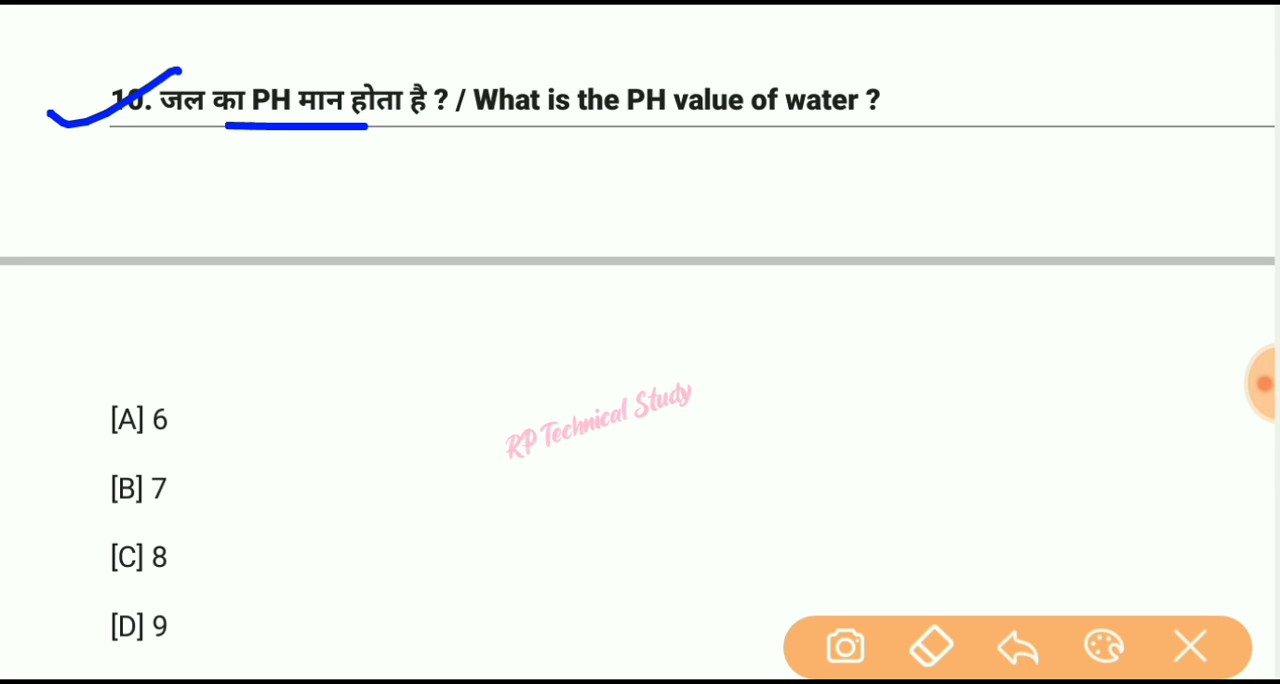 10. जल का PH मान होता है ? / What is the PH value of water ?
[A] 6
RP Technical Study
[B] 7
[C] 8
[D] 9